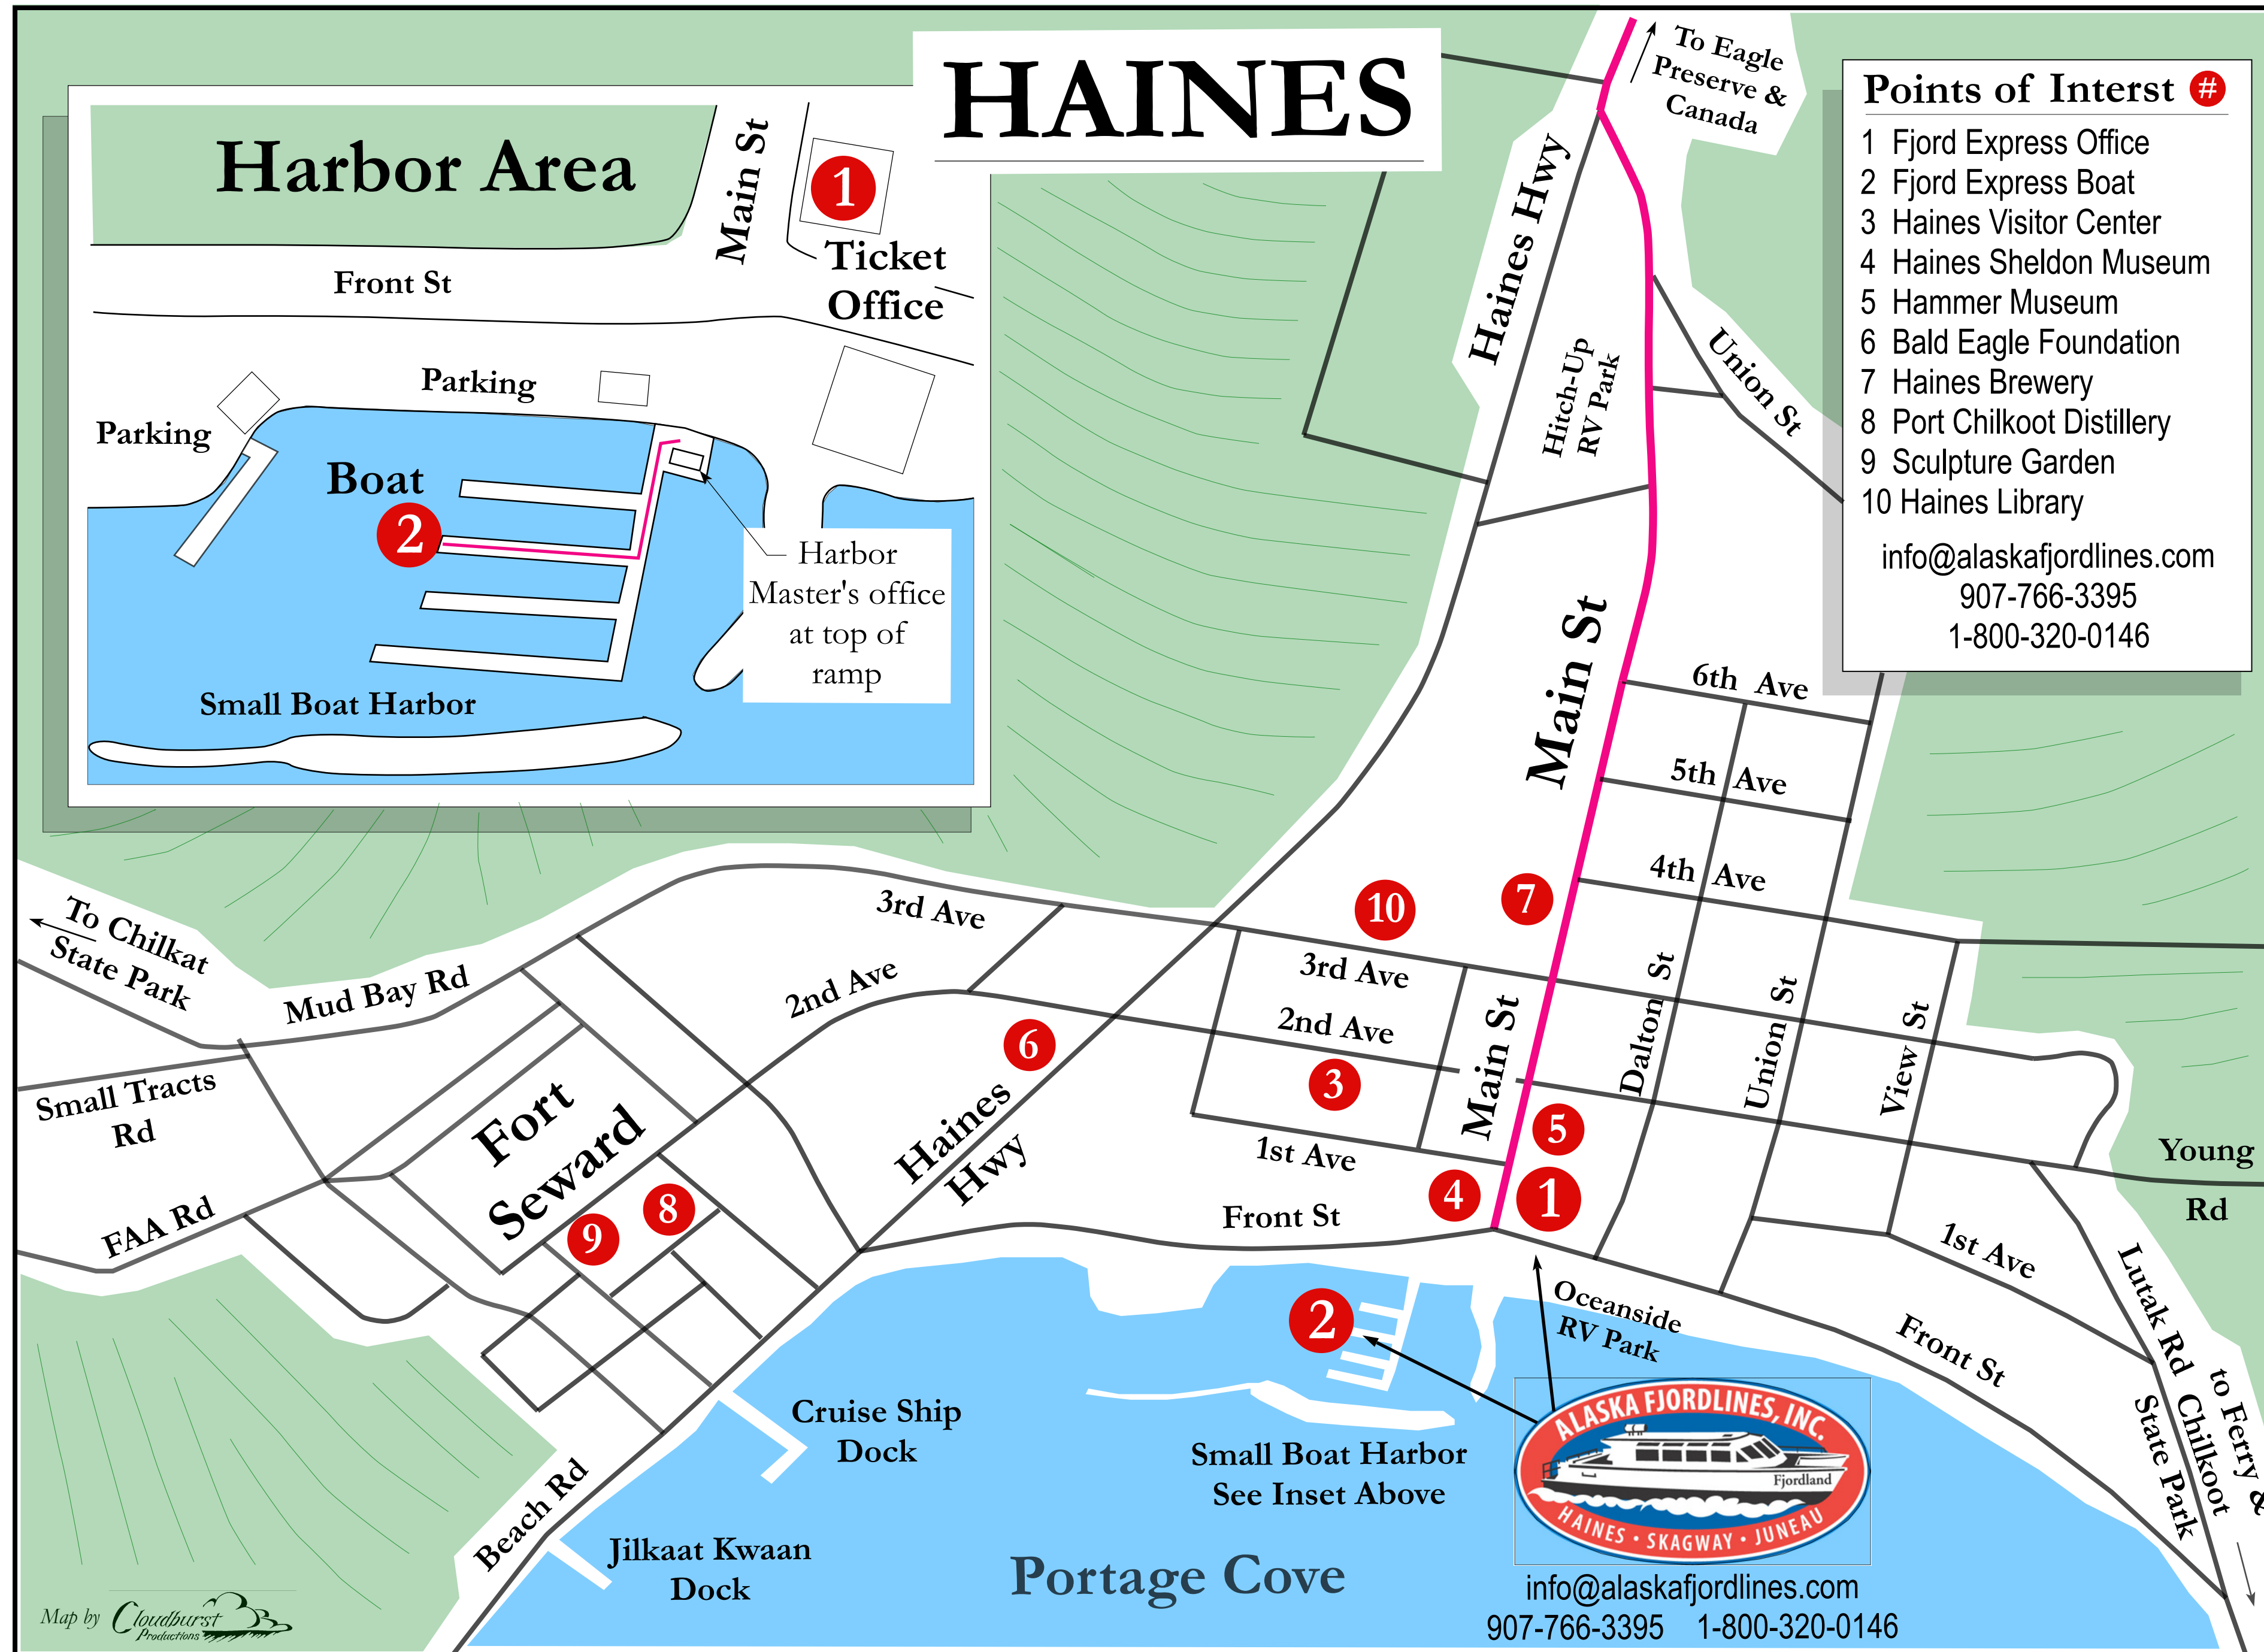 HAINES
To Eagle
Preserve &
Canada
Points of Interst #
1 Fjord Express Office
2 Fjord Express Boat
3 Haines Visitor Center
4 Haines Sheldon Museum
5 Hammer Museum
6 Bald Eagle Foundation
7 Haines Brewery
8 Port Chilkoot Distillery
9 Sculpture Garden
10 Haines Library
info@alaskafjordlines.com
907-766-3395
1-800-320-0146
Harbor Area
Main St
1
Ticket
Office
Front St
Parking
Parking
Boat
2
Harbor
Master's office
at top of
ramp
Small Boat Harbor
Haines Hwy
Hitch-Up
RV Park
Union St
Main St
6th Ave
5th Ave
4th Ave
7
10
3rd Ave
3rd Ave
2nd Ave
2nd Ave
To Chilkat
State Park
Mud Bay Rd
Small Tracts
Rd
FAA Rd
Fort
Seward
6
Haines
Hwy
3
1st Ave
Main St
Dalton St
Union St
View St
5
4
1
8
9
Front St
Young
Rd
1st Ave
Front St
Lutak Rd
to Ferry &
Chilkoot
State Park
Oceanside
RV Park
2
Cruise Ship
Dock
Small Boat Harbor
See Inset Above
Beach Rd
Jilkaat Kwaan
Dock
Portage Cove
ALASKA FJORDLINES, INC.
Fjordland
HAINES • SKAGWAY • JUNEAU
info@alaskafjordlines.com
907-766-3395 1-800-320-0146
Map by Cloudburst
Productions